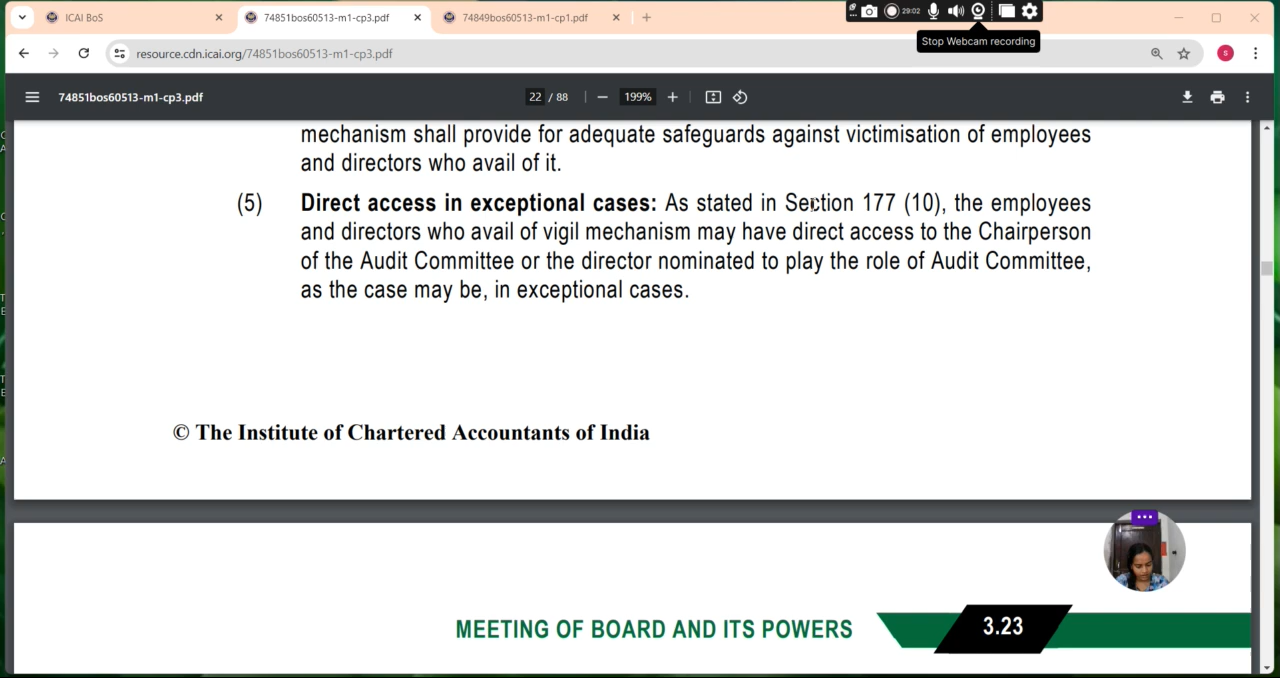 ICAI BoS
74851bos60513-m1-cp3.pdf
74849bos60513-m1-cp1.pdf
29:02
Stop Webcam recording
resource.cdn.icai.org/74851bos60513-m1-cp3.pdf
S
74851bos60513-m1-cp3.pdf
22 / 88
199%
mechanism shall provide for adequate safeguards against victimisation of employees
and directors who avail of it.
(5) Direct access in exceptional cases: As stated in Section 177 (10), the employees
and directors who avail of vigil mechanism may have direct access to the Chairperson
of the Audit Committee or the director nominated to play the role of Audit Committee,
as the case may be, in exceptional cases.
© The Institute of Chartered Accountants of India
MEETING OF BOARD AND ITS POWERS
3.23